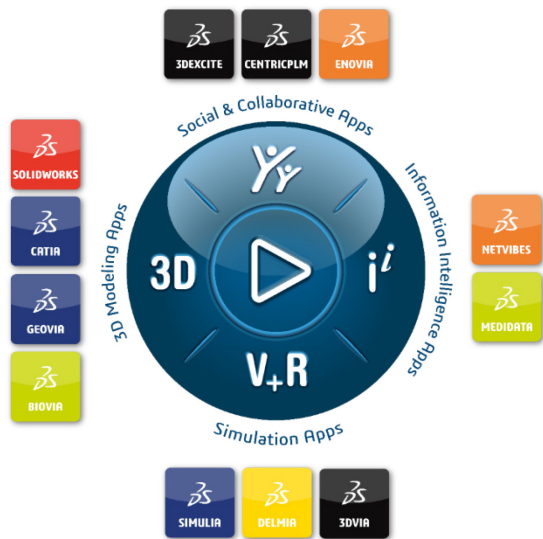 3DEXCITE
CENTRICPLM
ENOVIA
Social & Collaborative Apps
SOLIDWORKS
CATIA
GEOVIA
BIOVIA
3D Modeling Apps
3D
i i
V+R
Information Intelligence Apps
NETVIBES
MEDIDATA
Simulation Apps
SIMULIA
DELMIA
3DVIA